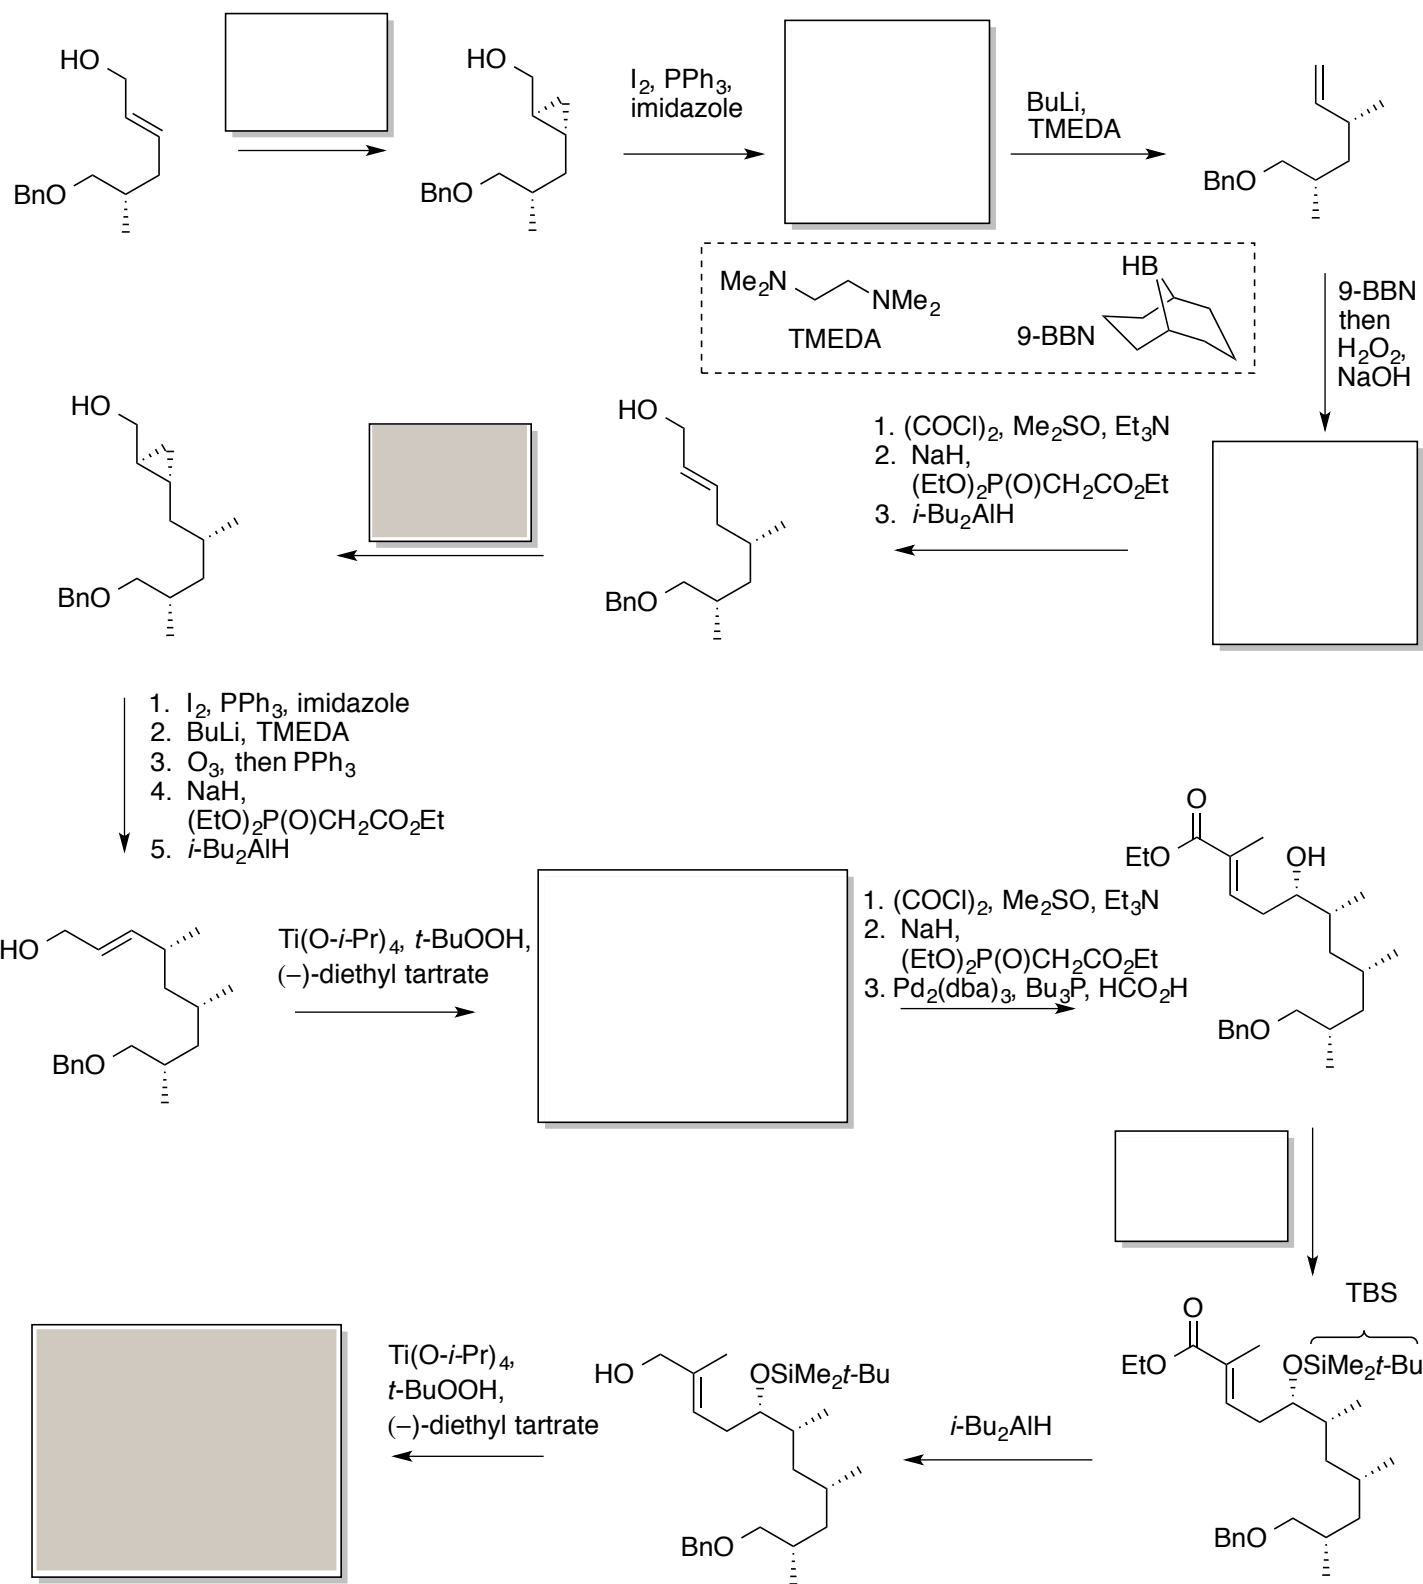 HO
BnO
HO
BnO
I2, PPh3,
imidazole
BuLi,
TMEDA
BnO
Me2N
NMe2
TMEDA
HB
9-BBN
9-BBN
then
H2O2,
NaOH
HO
BnO
HO
BnO
1. (COCl)2, Me2SO, Et3N
2. NaH,
(EtO)2P(O)CH2CO2Et
3. i-Bu2AlH
1. I2, PPh3, imidazole
2. BuLi, TMEDA
3. O3, then PPh3
4. NaH,
(EtO)2P(O)CH2CO2Et
5. i-Bu2AlH
HO
BnO
Ti(O-i-Pr)4, t-BuOOH,
(−)-diethyl tartrate
1. (COCl)2, Me2SO, Et3N
2. NaH,
(EtO)2P(O)CH2CO2Et
3. Pd2(dba)3, Bu3P, HCO2H
O
EtO
OH
BnO
TBS
O
EtO
OSiMe2t-Bu
BnO
i-Bu2AlH
HO
OSiMe2t-Bu
BnO
Ti(O-i-Pr)4,
t-BuOOH,
(−)-diethyl tartrate